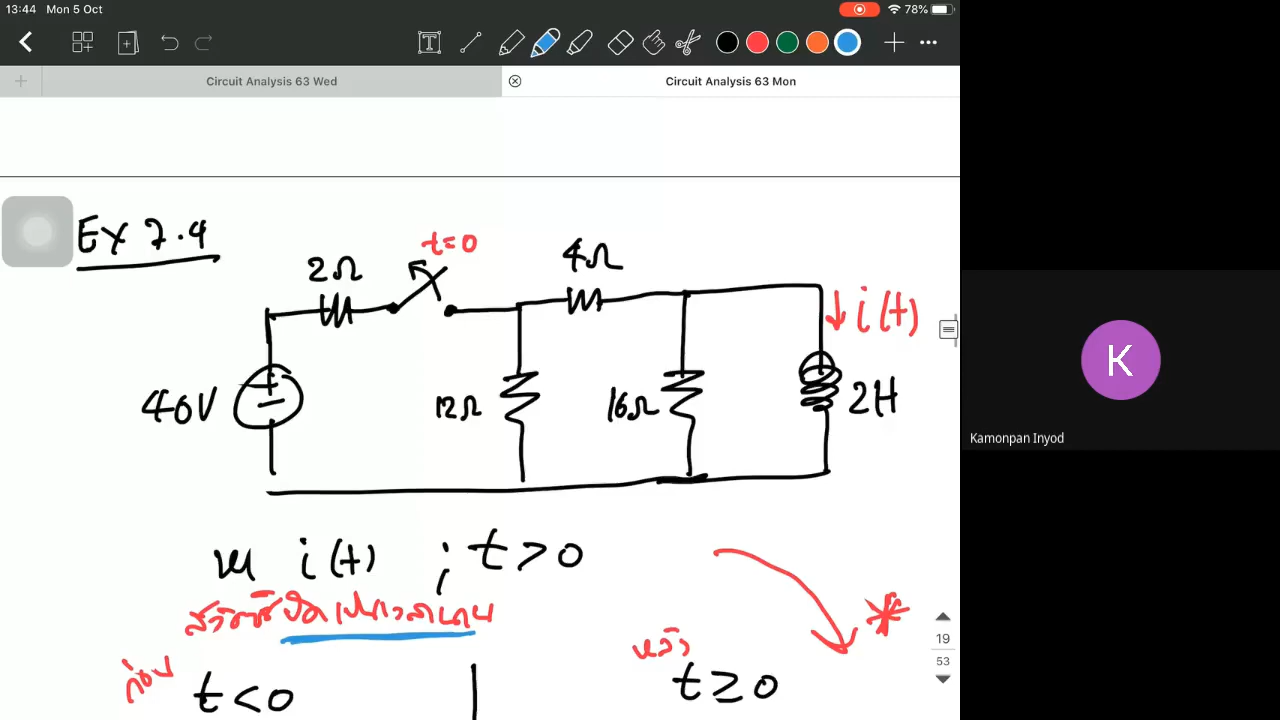 13:44 Mon 5 Oct
78%
Circuit Analysis 63 Wed
Circuit Analysis 63 Mon
EX 7.4
t=0
2Ω
4Ω
i(t)
40V
12Ω
16Ω
2H
K
Kamonpan Inyod
หา i(t) ; t>0
สวิตช์ปิดเป็นเวลานาน
19
53
ก่อน
หลัง
t<0
t≥0